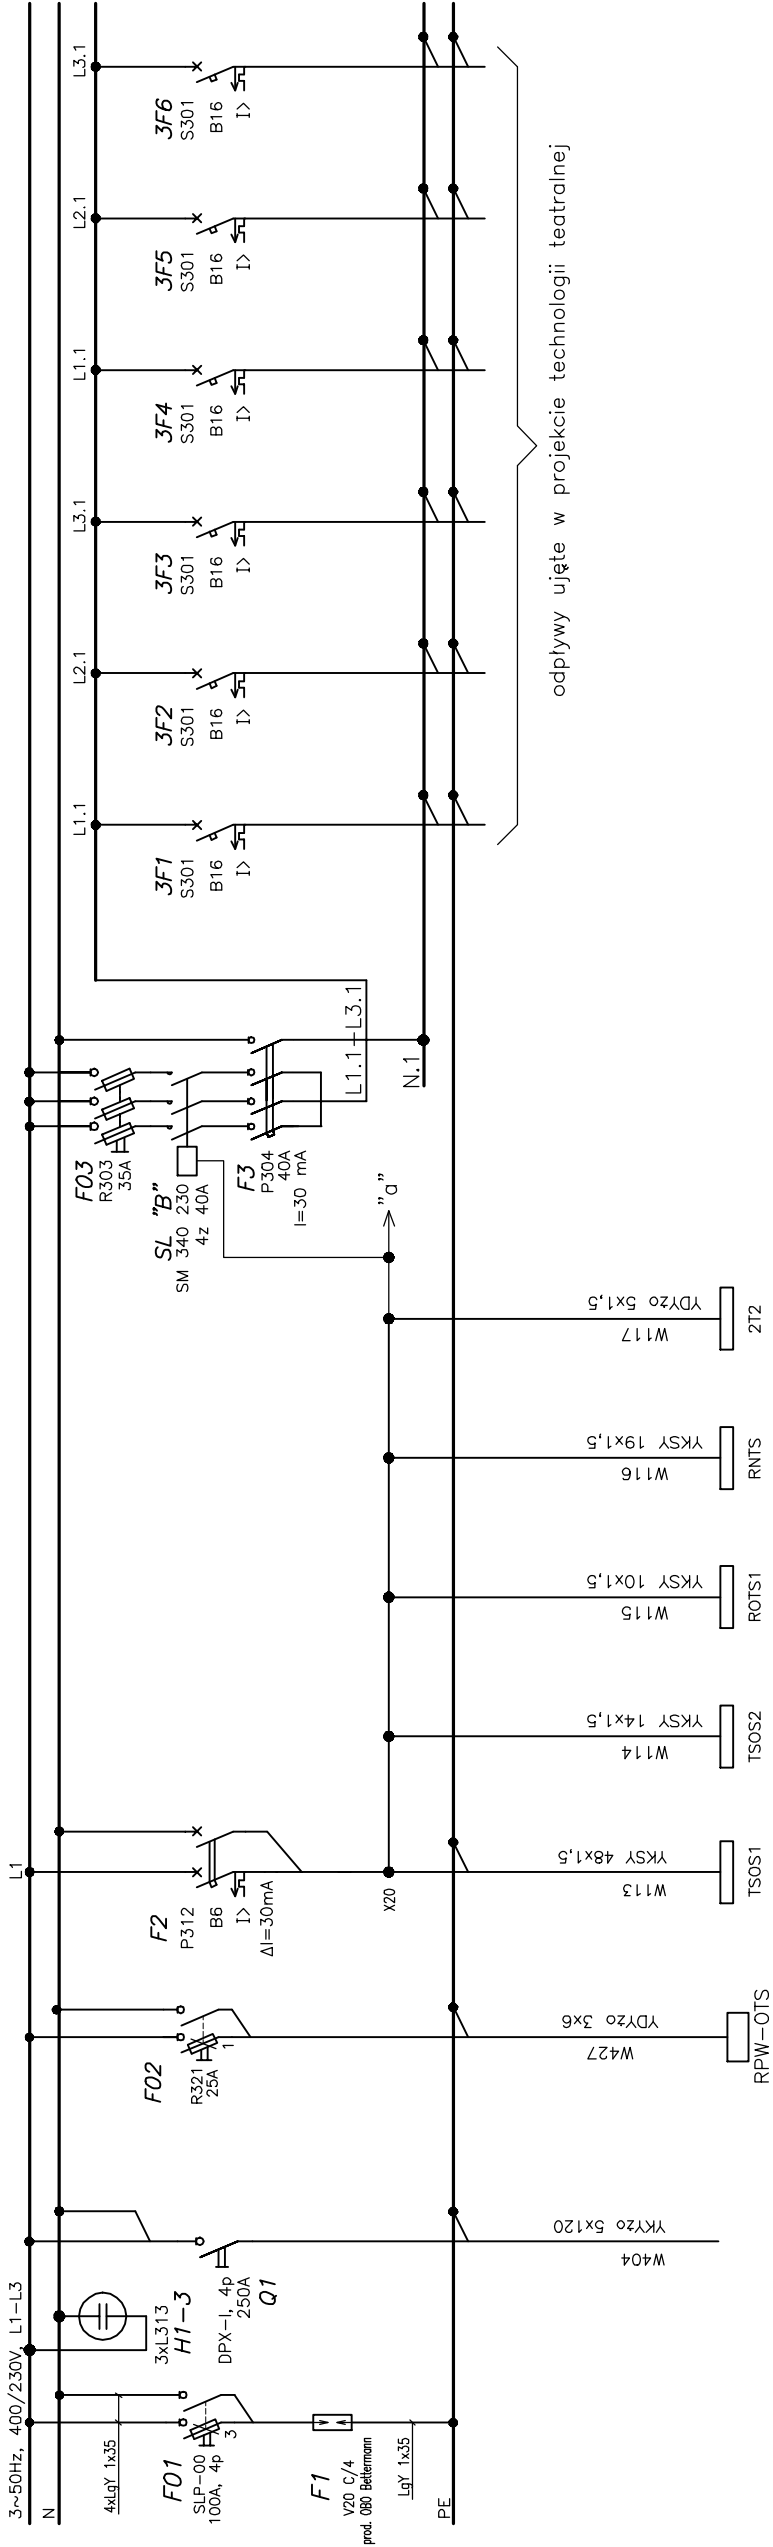 3~50Hz, 400/230V, L1-L3
N
4xLgY 1x35
F01
SLP-00
100A, 4p
3
F1
V20 C/4
prod. OBO Bettermann
LgY 1x35
PE
3xL313
H1-3
DPX-I, 4p
250A
Q1
W404
YKYżo 5x120
F02
R321
25A
1
W427
YDYżo 3x6
RPW-OTS
L1
F2
P312
B6
I>
ΔI=30mA
X20
W113
YKSY 48x1,5
TSOS1
W114
YKSY 14x1,5
TSOS2
W115
YKSY 10x1,5
ROTS1
W116
YKSY 19x1,5
RNTS
W117
YDYżo 5x1,5
2T2
F03
R303
35A
SL "B"
SM 340 230
4z 40A
F3
P304
40A
I=30 mA
"a"
L1.1-L3.1
N.1
L1.1
3F1
S301
B16
I>
L2.1
3F2
S301
B16
I>
L3.1
3F3
S301
B16
I>
L1.1
3F4
S301
B16
I>
L2.1
3F5
S301
B16
I>
L3.1
3F6
S301
B16
I>
odpływy ujęte w projekcie technologii teatralnej